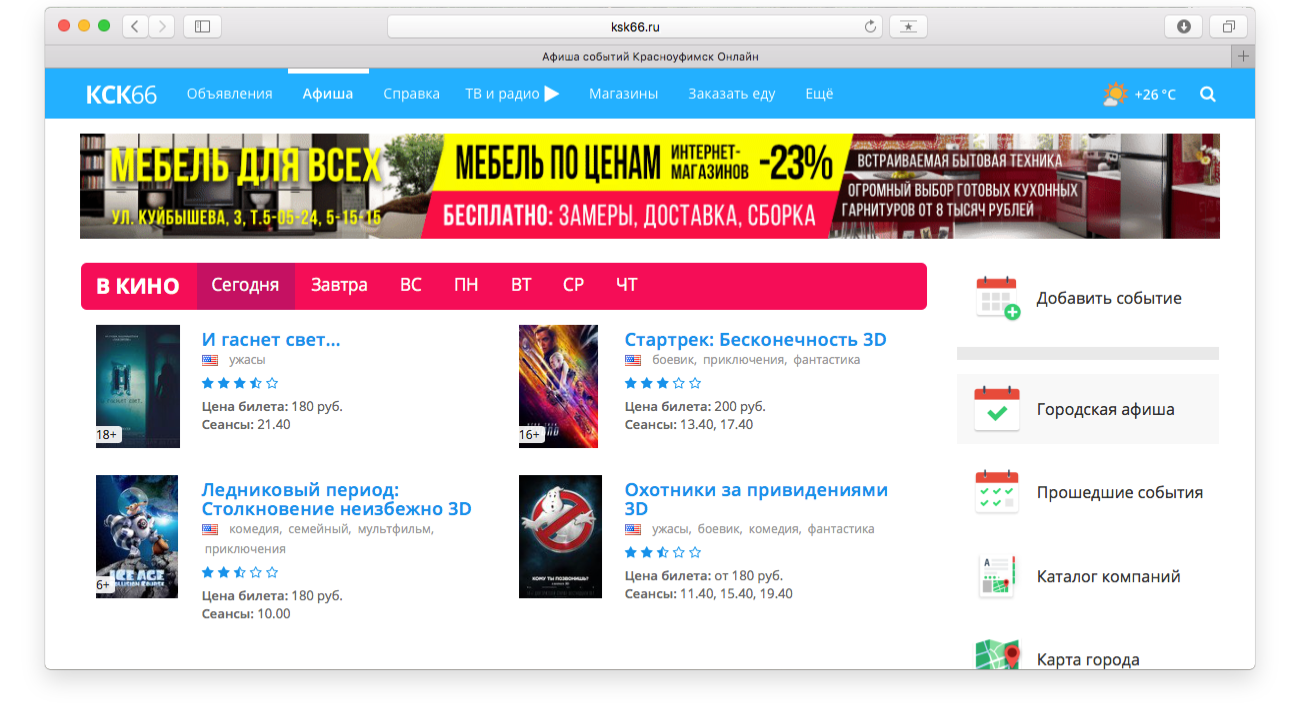 ksk66.ru
Афиша событий Красноуфимск Онлайн
КСК66 Объявления Афиша Справка ТВ и радио Магазины Заказать еду Ещё +26 °C
МЕБЕЛЬ ДЛЯ ВСЕХ
УЛ. КУЙБЫШЕВА, 3, Т.5-05-24, 5-15-15
МЕБЕЛЬ ПО ЦЕНАМ ИНТЕРНЕТ-
МАГАЗИНОВ -23%
БЕСПЛАТНО: ЗАМЕРЫ, ДОСТАВКА, СБОРКА
ВСТРАИВАЕМАЯ БЫТОВАЯ ТЕХНИКА
ОГРОМНЫЙ ВЫБОР ГОТОВЫХ КУХОННЫХ
ГАРНИТУРОВ ОТ 8 ТЫСЯЧ РУБЛЕЙ
В КИНО Сегодня Завтра ВС ПН ВТ СР ЧТ
И гаснет свет...
ужасы
Цена билета: 180 руб.
Сеансы: 21.40
18+
Стартрек: Бесконечность 3D
боевик, приключения, фантастика
Цена билета: 200 руб.
Сеансы: 13.40, 17.40
16+
Ледниковый период:
Столкновение неизбежно 3D
комедия, семейный, мультфильм,
приключения
Цена билета: 180 руб.
Сеансы: 10.00
ICE AGE
COLLISION COURSE
6+
Охотники за привидениями
3D
ужасы, боевик, комедия, фантастика
Цена билета: от 180 руб.
Сеансы: 11.40, 15.40, 19.40
КОМУ ТЫ ПОЗВОНИШЬ?
Добавить событие
Городская афиша
Прошедшие события
A
Каталог компаний
Карта города